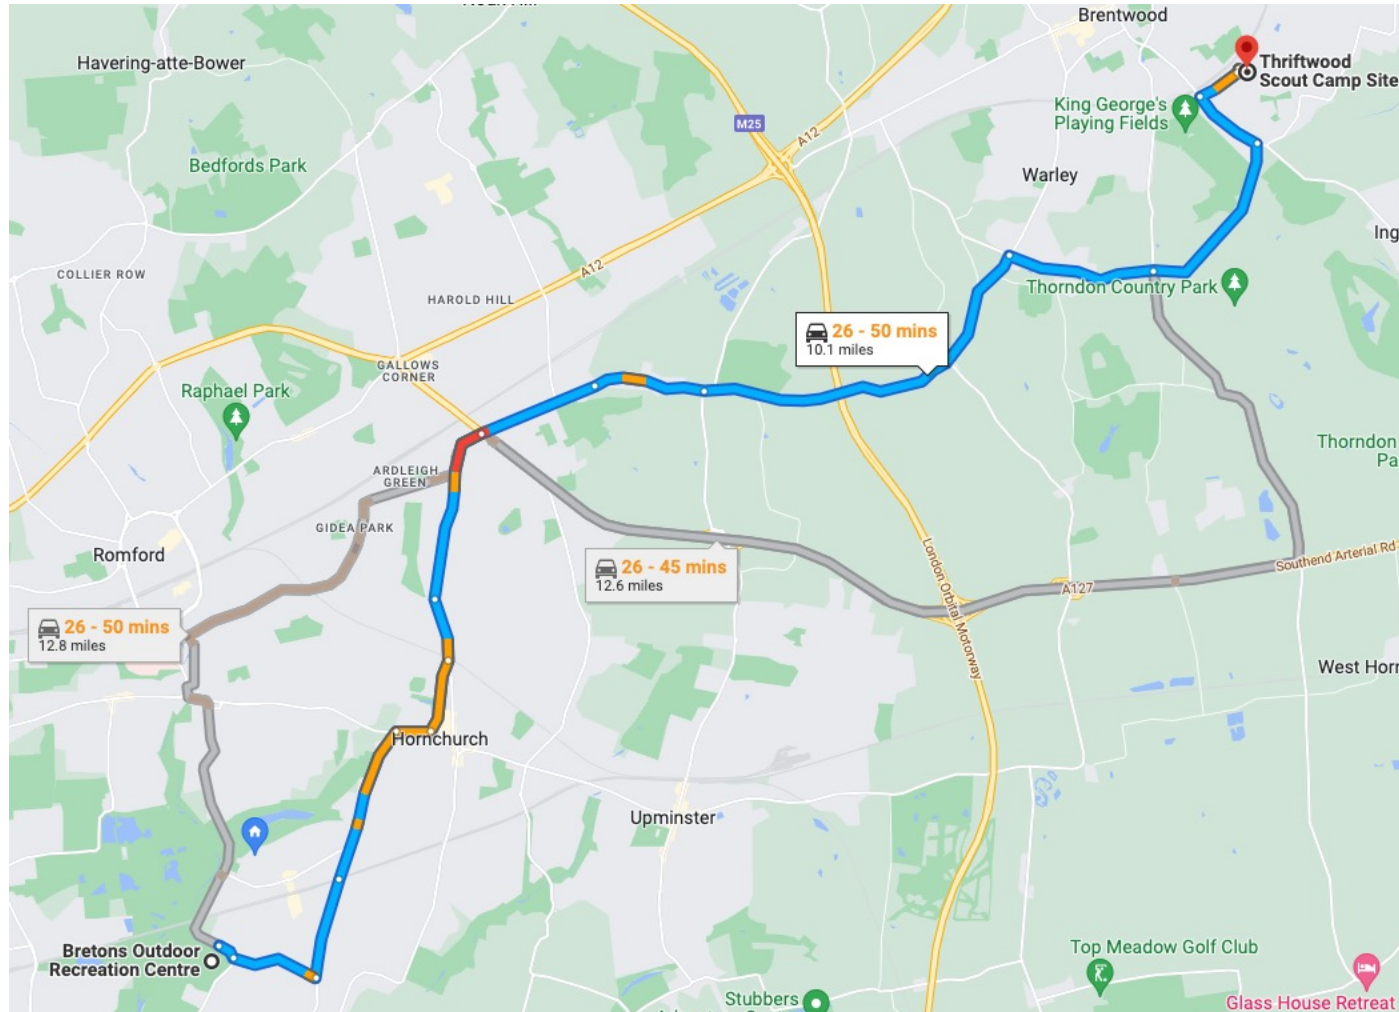 Brentwood
Havering-atte-Bower
Thriftwood
Scout Camp Site
King George's
Playing Fields
M25
A12
Bedfords Park
Warley
Ing
COLLIER ROW
A12
HAROLD HILL
Thorndon Country Park
26 - 50 mins
10.1 miles
GALLOWS
CORNER
Raphael Park
Thorndon
Pa
ARDLEIGH
GREEN
GIDEA PARK
Romford
London Orbital Motorway
Southend Arterial Rd
26 - 45 mins
12.6 miles
A127
26 - 50 mins
12.8 miles
West Horn
Hornchurch
Upminster
Bretons Outdoor
Recreation Centre
Top Meadow Golf Club
Stubbers
Glass House Retreat